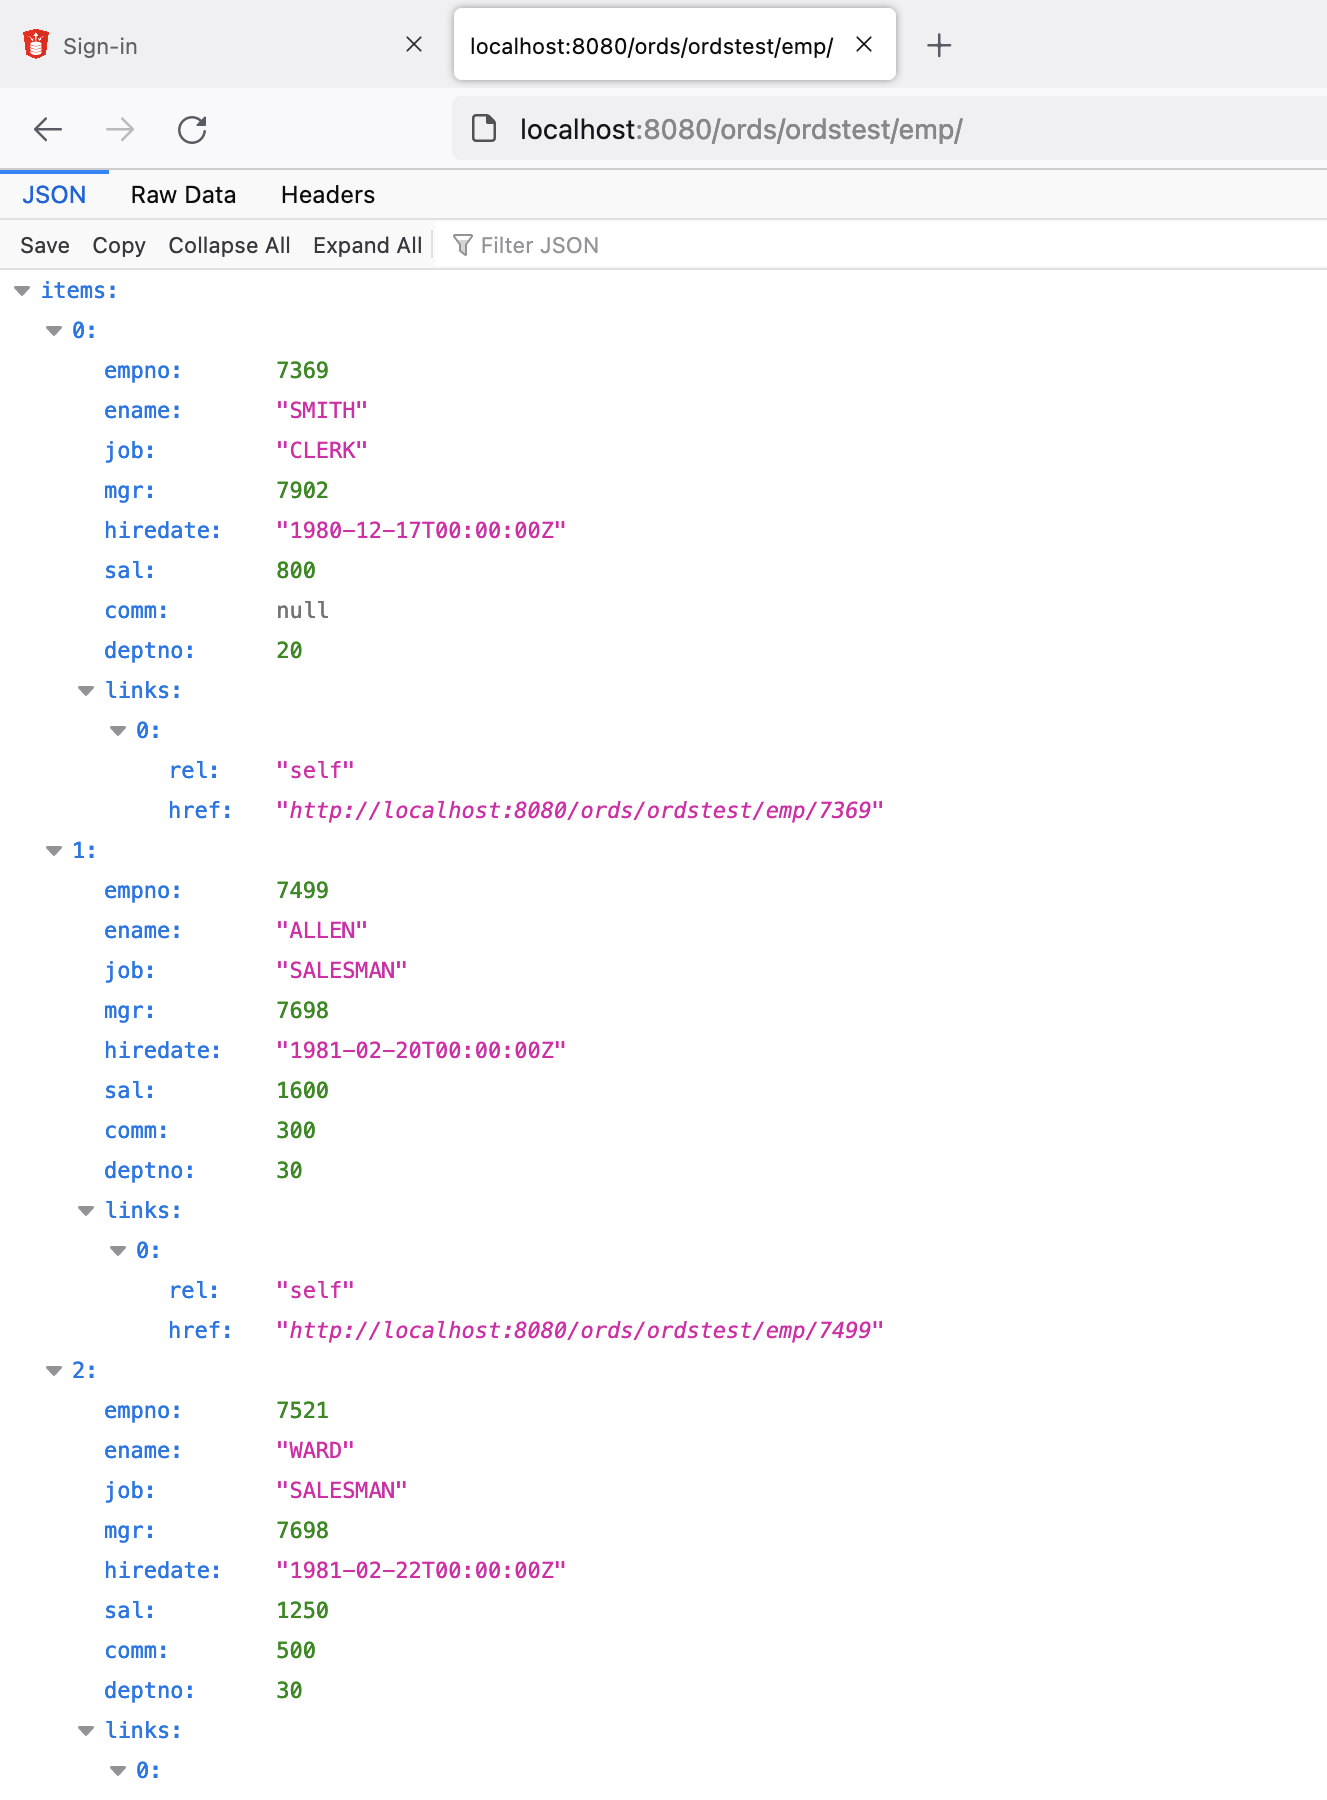 Sign-in
localhost:8080/ords/ordstest/emp/
localhost:8080/ords/ordstest/emp/
JSON Raw Data Headers
Save Copy Collapse All Expand All Filter JSON
items:
0:
empno: 7369
ename: "SMITH"
job: "CLERK"
mgr: 7902
hiredate: "1980-12-17T00:00:00Z"
sal: 800
comm: null
deptno: 20
links:
0:
rel: "self"
href: "http://localhost:8080/ords/ordstest/emp/7369"
1:
empno: 7499
ename: "ALLEN"
job: "SALESMAN"
mgr: 7698
hiredate: "1981-02-20T00:00:00Z"
sal: 1600
comm: 300
deptno: 30
links:
0:
rel: "self"
href: "http://localhost:8080/ords/ordstest/emp/7499"
2:
empno: 7521
ename: "WARD"
job: "SALESMAN"
mgr: 7698
hiredate: "1981-02-22T00:00:00Z"
sal: 1250
comm: 500
deptno: 30
links:
0: